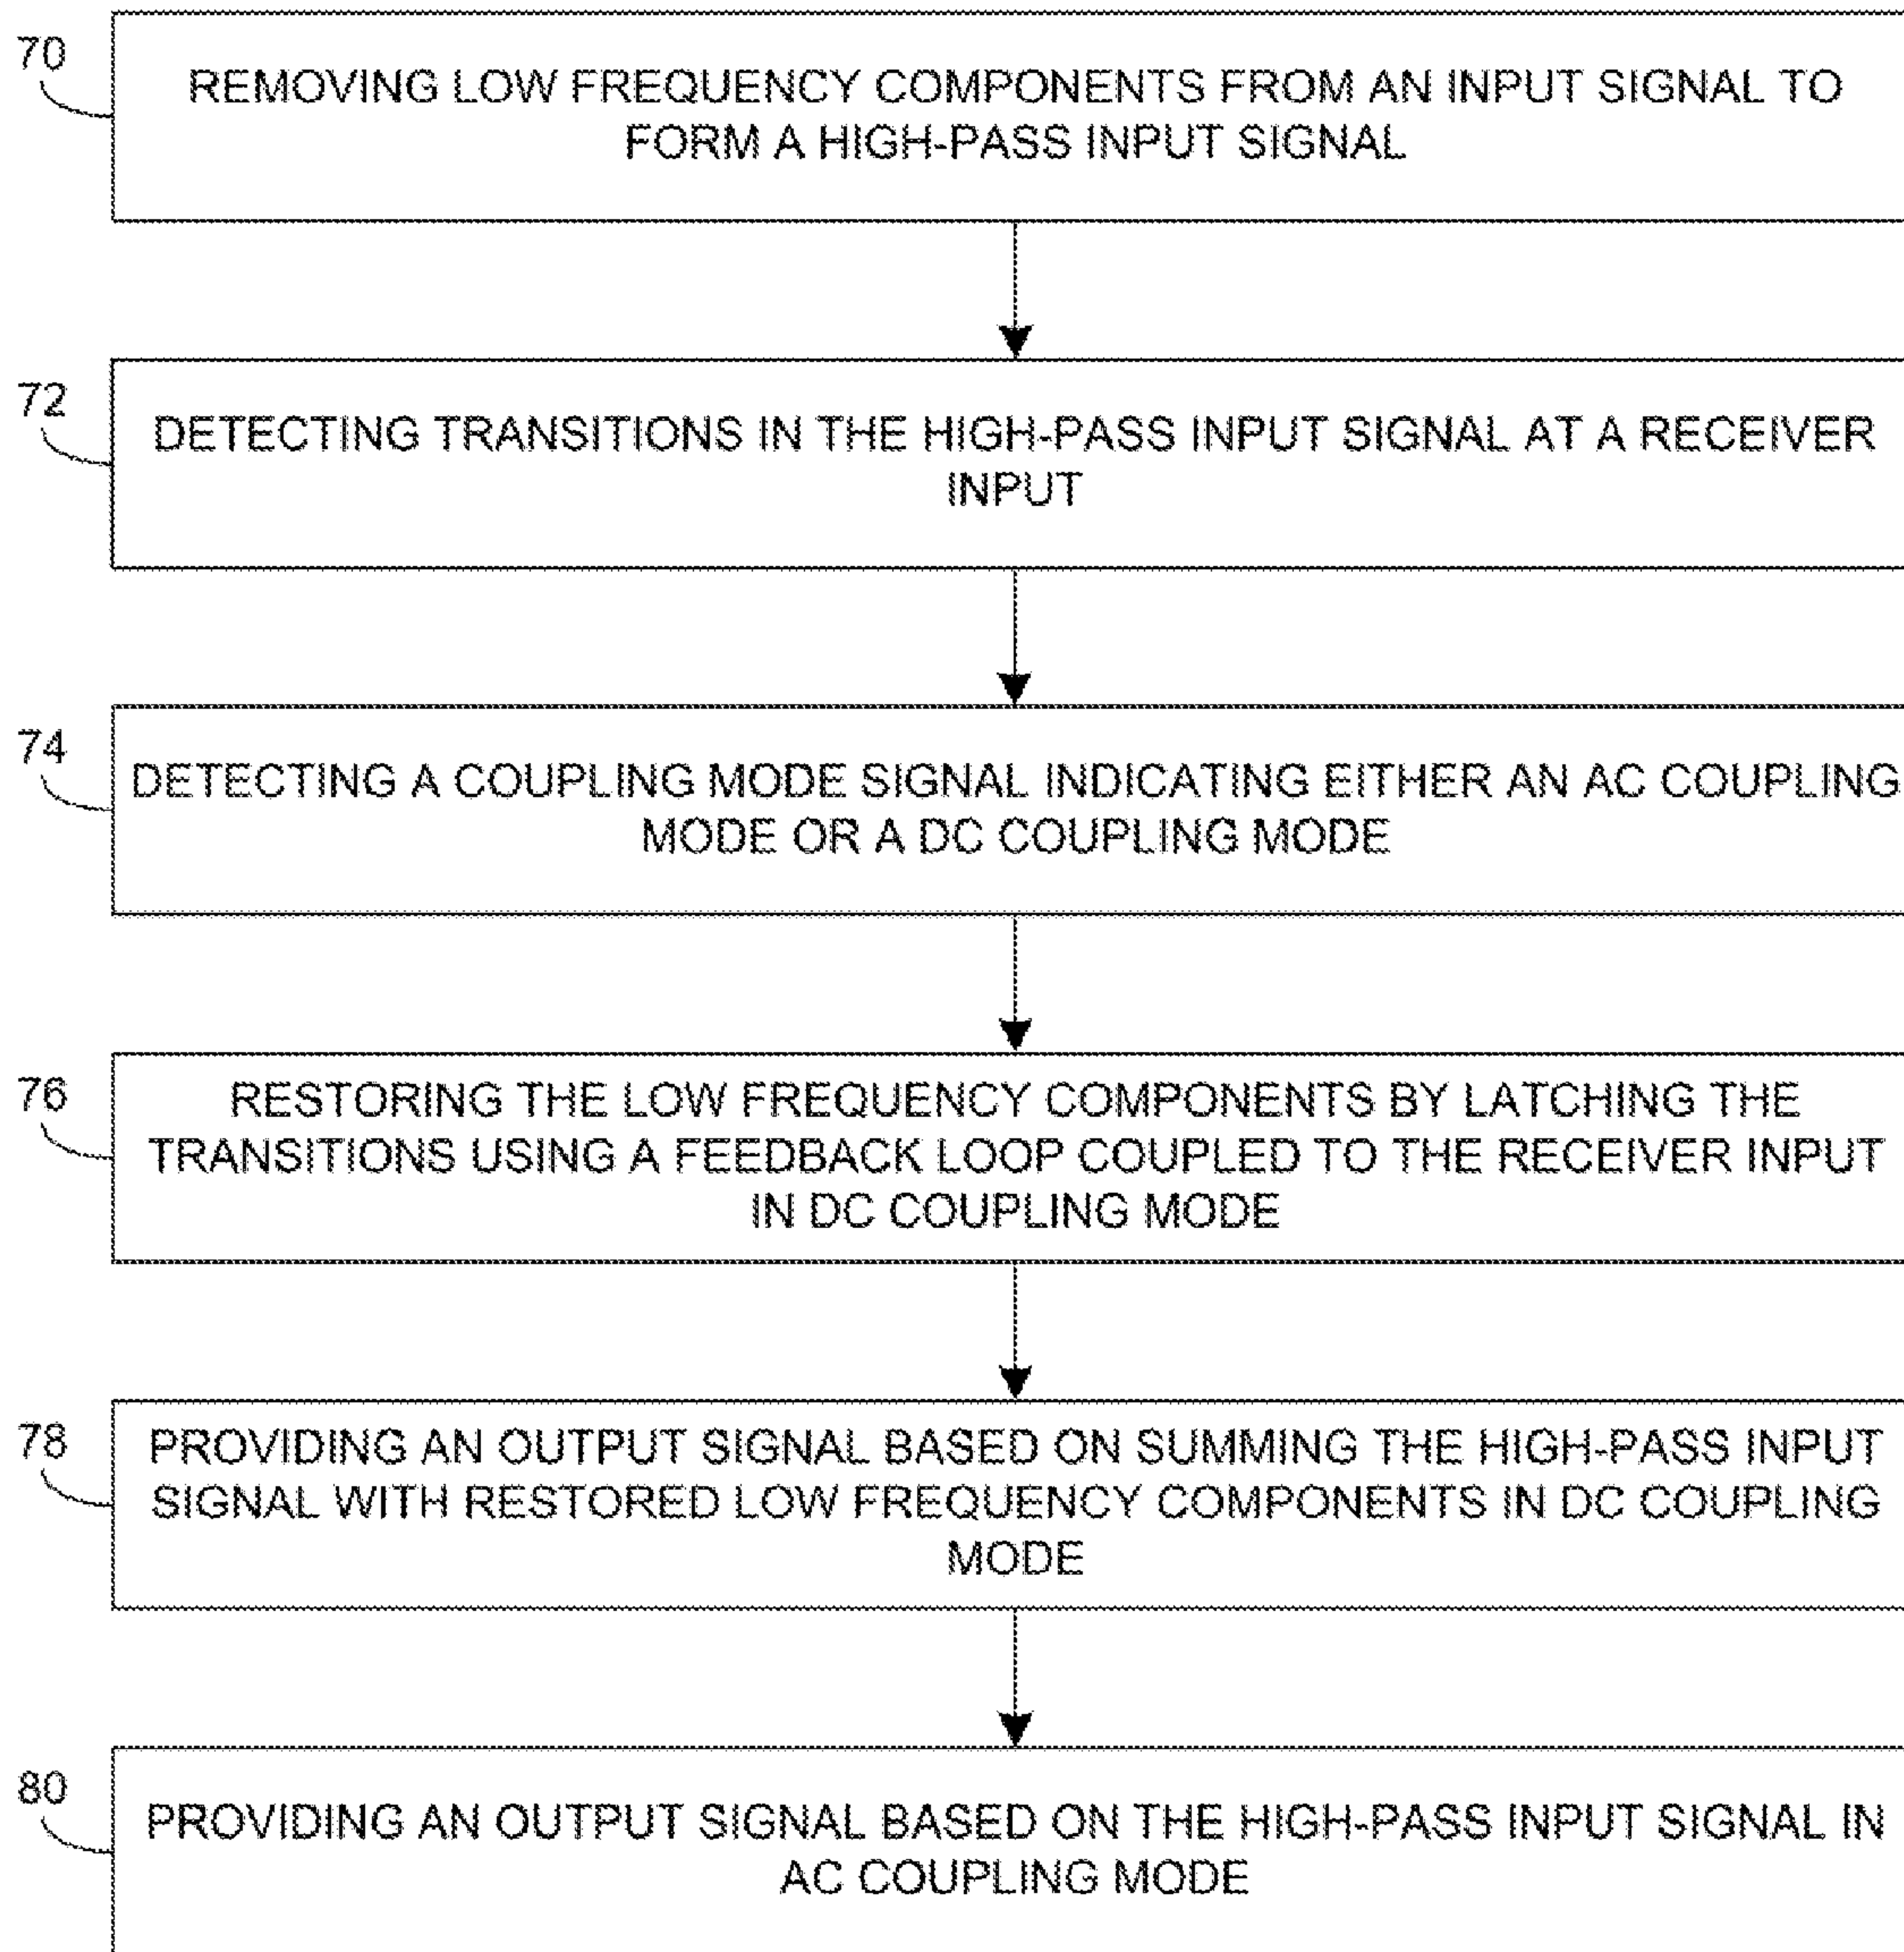 70
REMOVING LOW FREQUENCY COMPONENTS FROM AN INPUT SIGNAL TO
FORM A HIGH-PASS INPUT SIGNAL
72
DETECTING TRANSITIONS IN THE HIGH-PASS INPUT SIGNAL AT A RECEIVER
INPUT
74
DETECTING A COUPLING MODE SIGNAL INDICATING EITHER AN AC COUPLING
MODE OR A DC COUPLING MODE
76
RESTORING THE LOW FREQUENCY COMPONENTS BY LATCHING THE
TRANSITIONS USING A FEEDBACK LOOP COUPLED TO THE RECEIVER INPUT
IN DC COUPLING MODE
78
PROVIDING AN OUTPUT SIGNAL BASED ON SUMMING THE HIGH-PASS INPUT
SIGNAL WITH RESTORED LOW FREQUENCY COMPONENTS IN DC COUPLING
MODE
80
PROVIDING AN OUTPUT SIGNAL BASED ON THE HIGH-PASS INPUT SIGNAL IN
AC COUPLING MODE